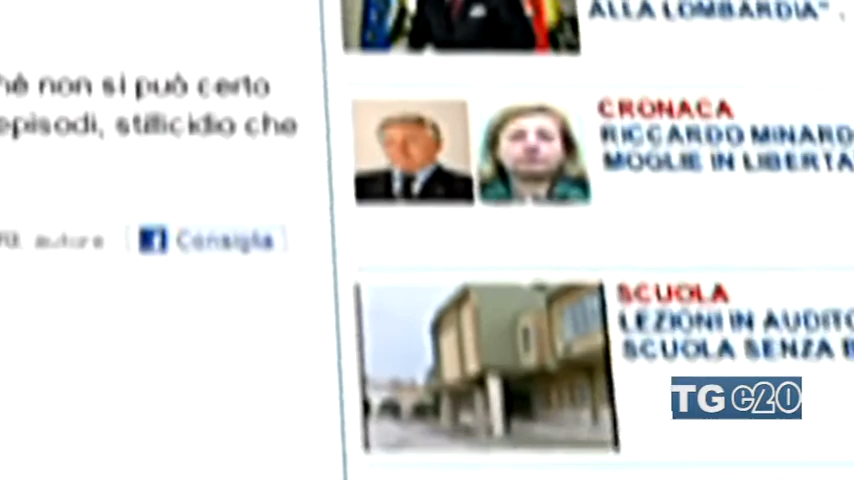 hé non si può certo
episodi, stillicidio che
autore
Consiglia
ALLA LOMBARDIA".
CRONACA
RICCARDO MINARD
MOGLIE IN LIBERTA
SCUOLA
LEZIONI IN AUDITO
SCUOLA SENZA B
TG e20